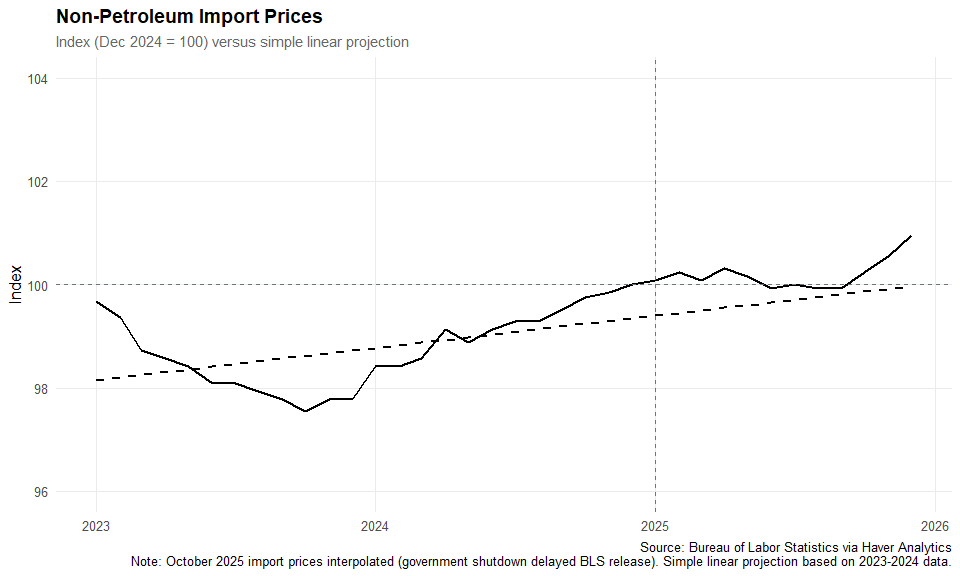 Non-Petroleum Import Prices
Index (Dec 2024 = 100) versus simple linear projection
104
102
100
98
96
Index
2023
2024
2025
2026
Source: Bureau of Labor Statistics via Haver Analytics
Note: October 2025 import prices interpolated (government shutdown delayed BLS release). Simple linear projection based on 2023-2024 data.